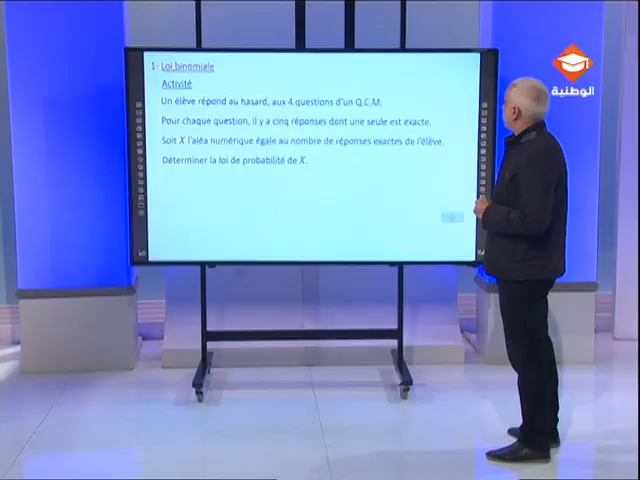 1- Loi binomiale
Activité
Un élève répond au hasard, aux 4 questions d'un Q.C.M.
Pour chaque question, il y a cinq réponses dont une seule est exacte.
Soit X l'aléa numérique égale au nombre de réponses exactes de l'élève.
Déterminer la loi de probabilité de X.
الوطنية